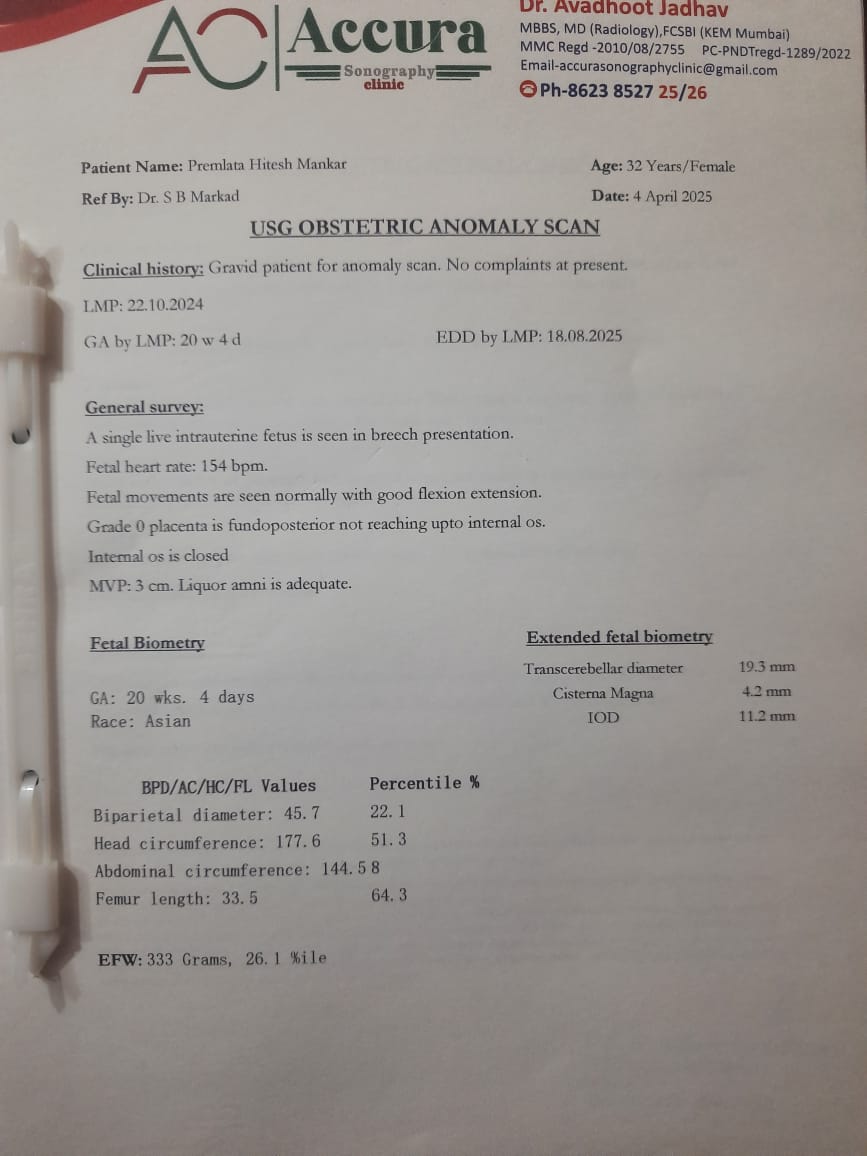 Accura
Sonography
clinic
Dr. Avadhoot Jadhav
MBBS, MD (Radiology),FCSBI (KEM Mumbai)
MMC Regd -2010/08/2755 PC-PNDTregd-1289/2022
Email-accurasonographyclinic@gmail.com
Ph-8623 8527 25/26
Patient Name: Premlata Hitesh Mankar Age: 32 Years/Female
Ref By: Dr. S B Markad Date: 4 April 2025
USG OBSTETRIC ANOMALY SCAN
Clinical history: Gravid patient for anomaly scan. No complaints at present.
LMP: 22.10.2024
GA by LMP: 20 w 4 d EDD by LMP: 18.08.2025
General survey:
A single live intrauterine fetus is seen in breech presentation.
Fetal heart rate: 154 bpm.
Fetal movements are seen normally with good flexion extension.
Grade 0 placenta is fundoposterior not reaching upto internal os.
Internal os is closed
MVP: 3 cm. Liquor amni is adequate.
Fetal Biometry Extended fetal biometry
Transcerebellar diameter 19.3 mm
GA: 20 wks. 4 days Cisterna Magna 4.2 mm
Race: Asian IOD 11.2 mm
BPD/AC/HC/FL Values Percentile %
Biparietal diameter: 45.7 22.1
Head circumference: 177.6 51.3
Abdominal circumference: 144.5 8
Femur length: 33.5 64.3
EFW: 333 Grams, 26.1 %ile